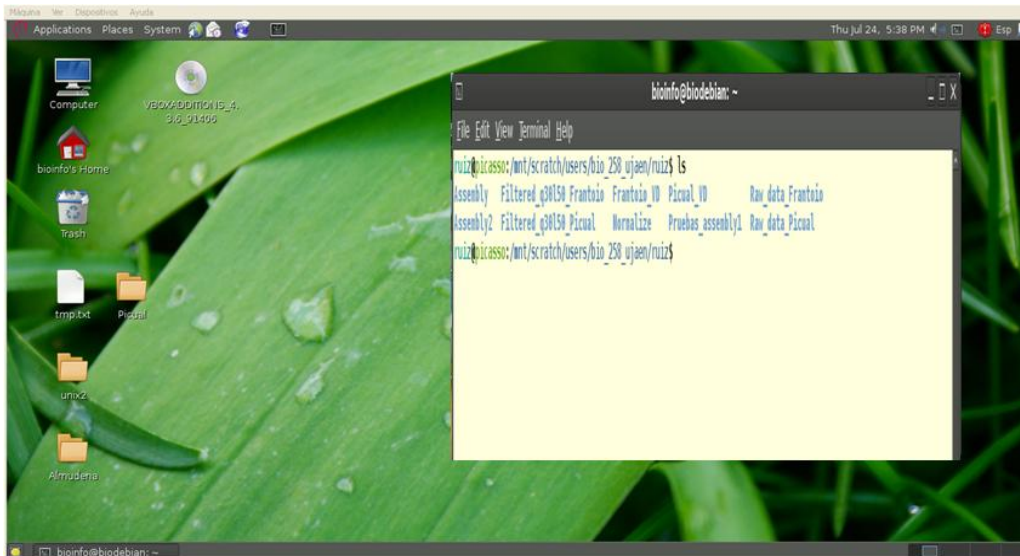 Máquina Ver Dispositivos Ayuda
Applications Places System Thu Jul 24, 5:38 PM Esp
Computer
VBOXADDITIONS_4.
3.6_91406
bioinfo's Home
Trash
tmp.txt
Picual
unix2
Almudena
bioinfo@biodebian: ~
File Edit View Terminal Help
ruiz@picasso:/mnt/scratch/users/bio_258_ujaen/ruiz$ ls
Assembly Filtered_q30l50_Frantoio Frantoio_VD Picual_VD Raw_data_Frantoio
Assembly2 Filtered_q30l50_Picual Normalize Pruebas_assembly1 Raw_data_Picual
ruiz@picasso:/mnt/scratch/users/bio_258_ujaen/ruiz$
bioinfo@biodebian: ~